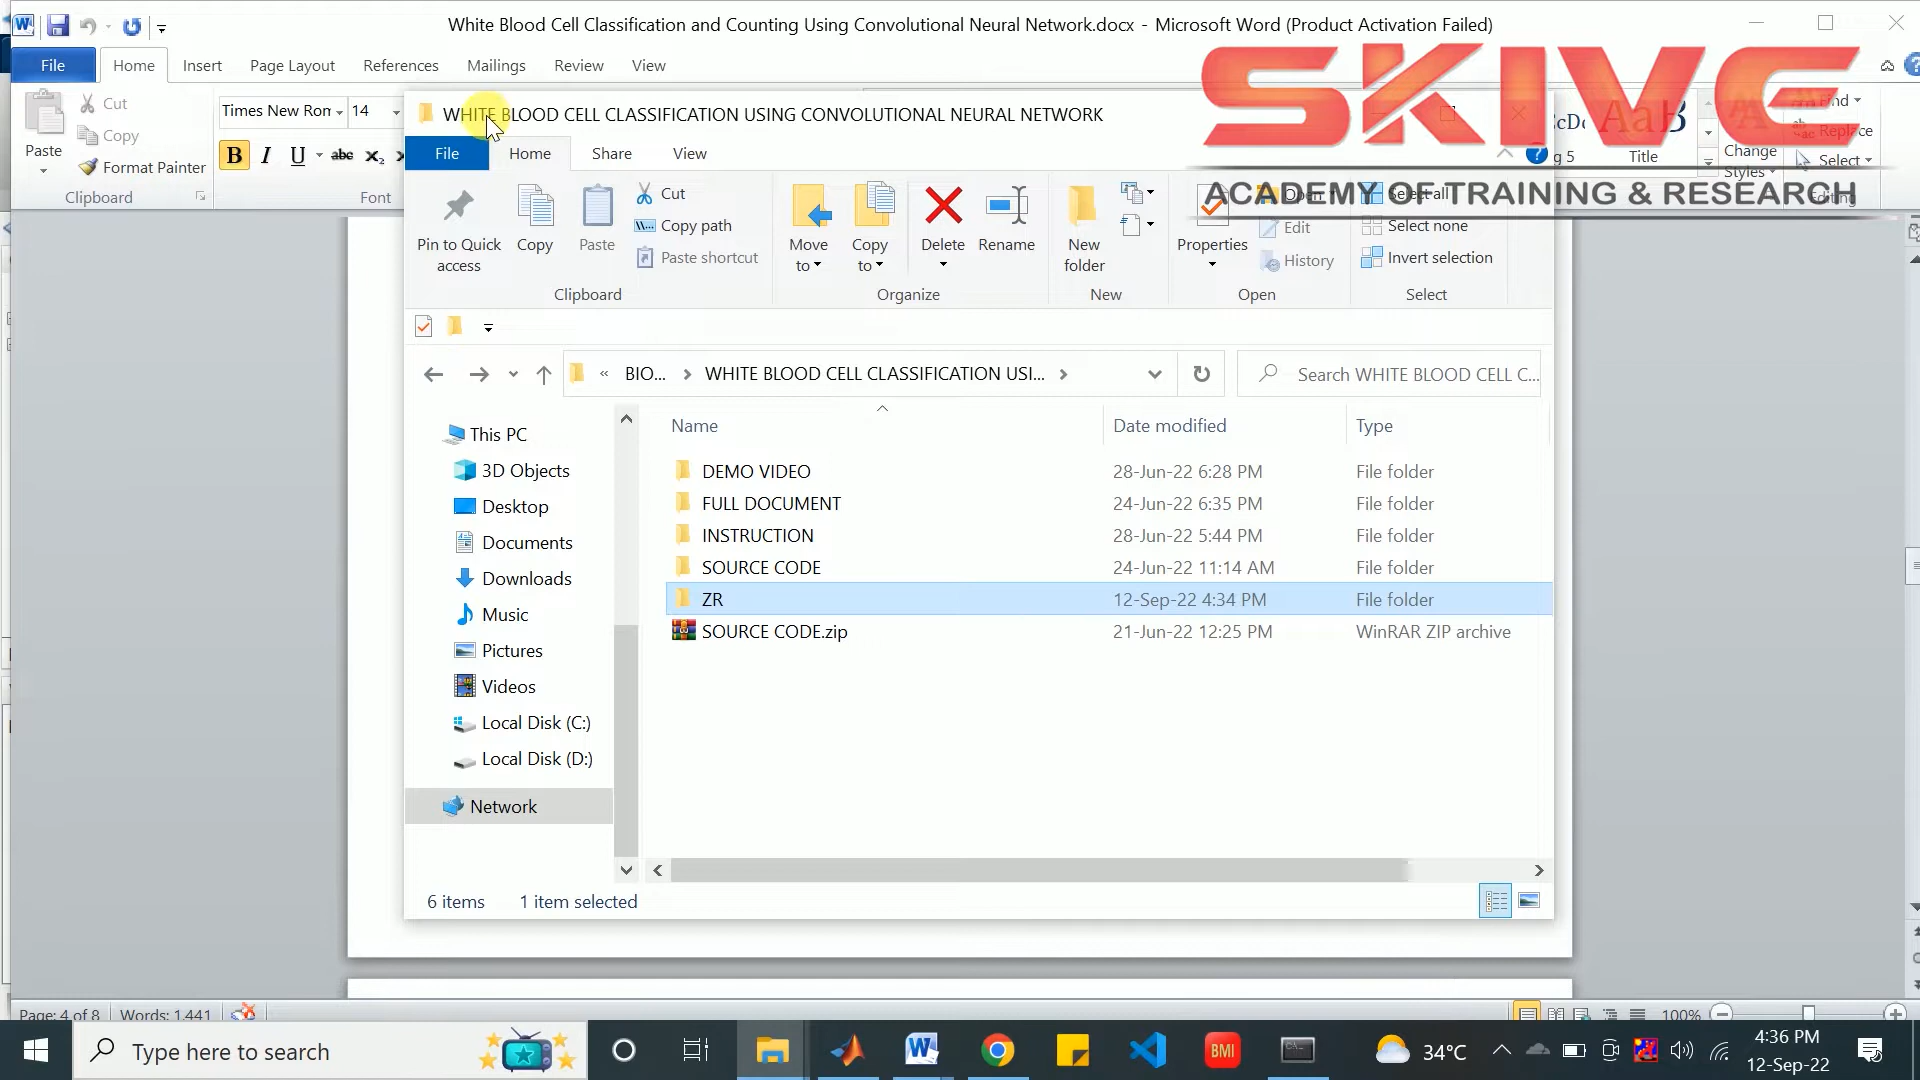 White Blood Cell Classification and Counting Using Convolutional Neural Network.docx - Microsoft Word (Product Activation Failed)
File Home Insert Page Layout References Mailings Review View
SKIVE
ACADEMY OF TRAINING & RESEARCH
Cut
Copy
Format Painter
Paste
Clipboard
Times New Rom 14
B I U abc X₂
Font
Find
Replace
Select
Change
Styles
Title
Editing
WHITE BLOOD CELL CLASSIFICATION USING CONVOLUTIONAL NEURAL NETWORK
File Home Share View
Pin to Quick access
Copy
Paste
Cut
Copy path
Paste shortcut
Clipboard
Move to
Copy to
Delete
Rename
Organize
New folder
New
Properties
Open
Edit
History
Open
Select all
Select none
Invert selection
Select
« BIO... WHITE BLOOD CELL CLASSIFICATION USI...
Search WHITE BLOOD CELL C...
This PC
3D Objects
Desktop
Documents
Downloads
Music
Pictures
Videos
Local Disk (C:)
Local Disk (D:)
Network
Name Date modified Type
DEMO VIDEO 28-Jun-22 6:28 PM File folder
FULL DOCUMENT 24-Jun-22 6:35 PM File folder
INSTRUCTION 28-Jun-22 5:44 PM File folder
SOURCE CODE 24-Jun-22 11:14 AM File folder
ZR 12-Sep-22 4:34 PM File folder
SOURCE CODE.zip 21-Jun-22 12:25 PM WinRAR ZIP archive
6 items 1 item selected
Page: 4 of 8 Words: 1,441 100%
Type here to search
BMI
34°C
4:36 PM
12-Sep-22